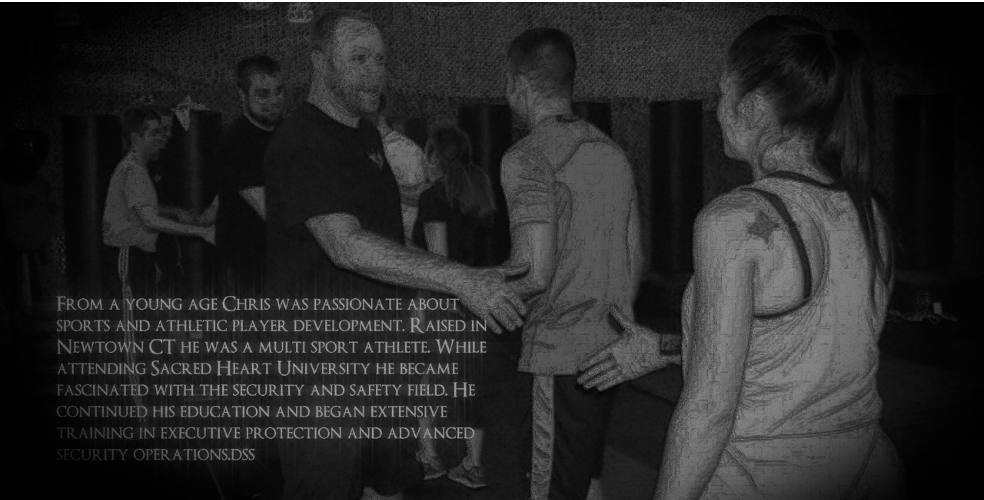 From a young age Chris was passionate about
sports and athletic player development. Raised in
Newtown CT he was a multi sport athlete. While
attending Sacred Heart University he became
fascinated with the security and safety field. He
continued his education and began extensive
training in executive protection and advanced
security operations.dss